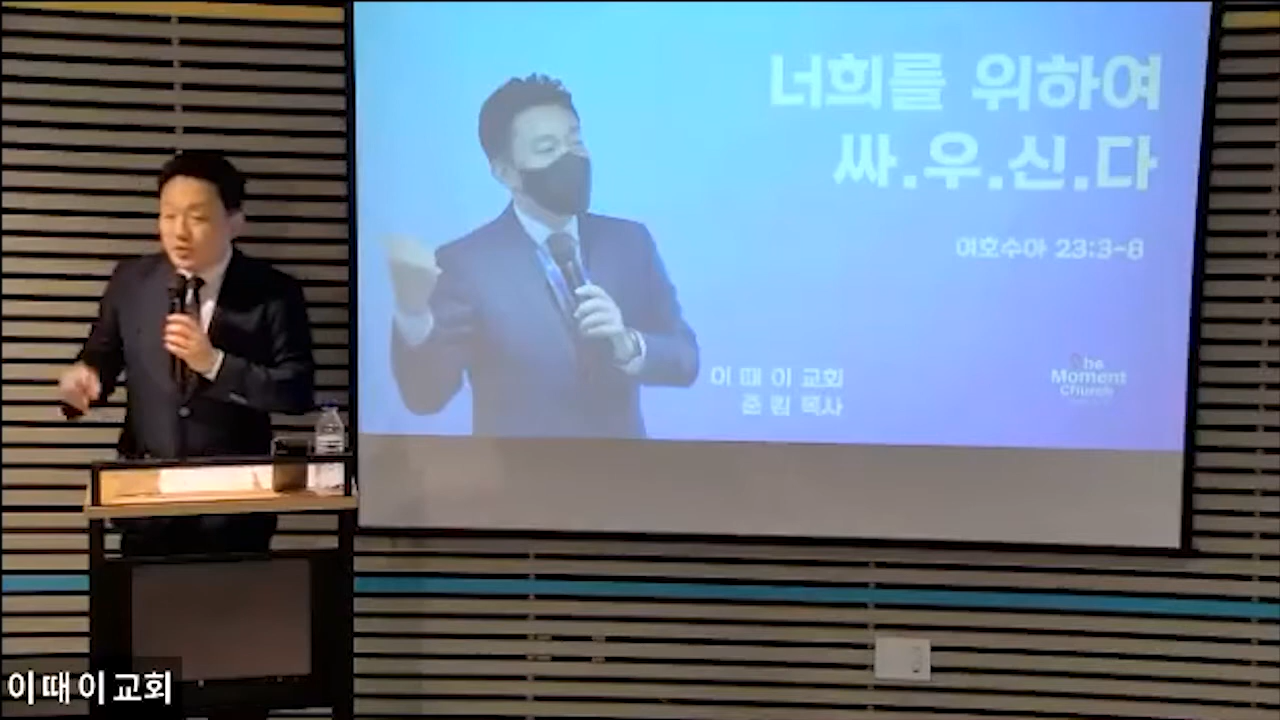 너희를 위하여
싸.우.신.다
여호수아 23:3-8
이 때 이 교회
준 킴 목사
The
Moment
Church
이 때 이 교회